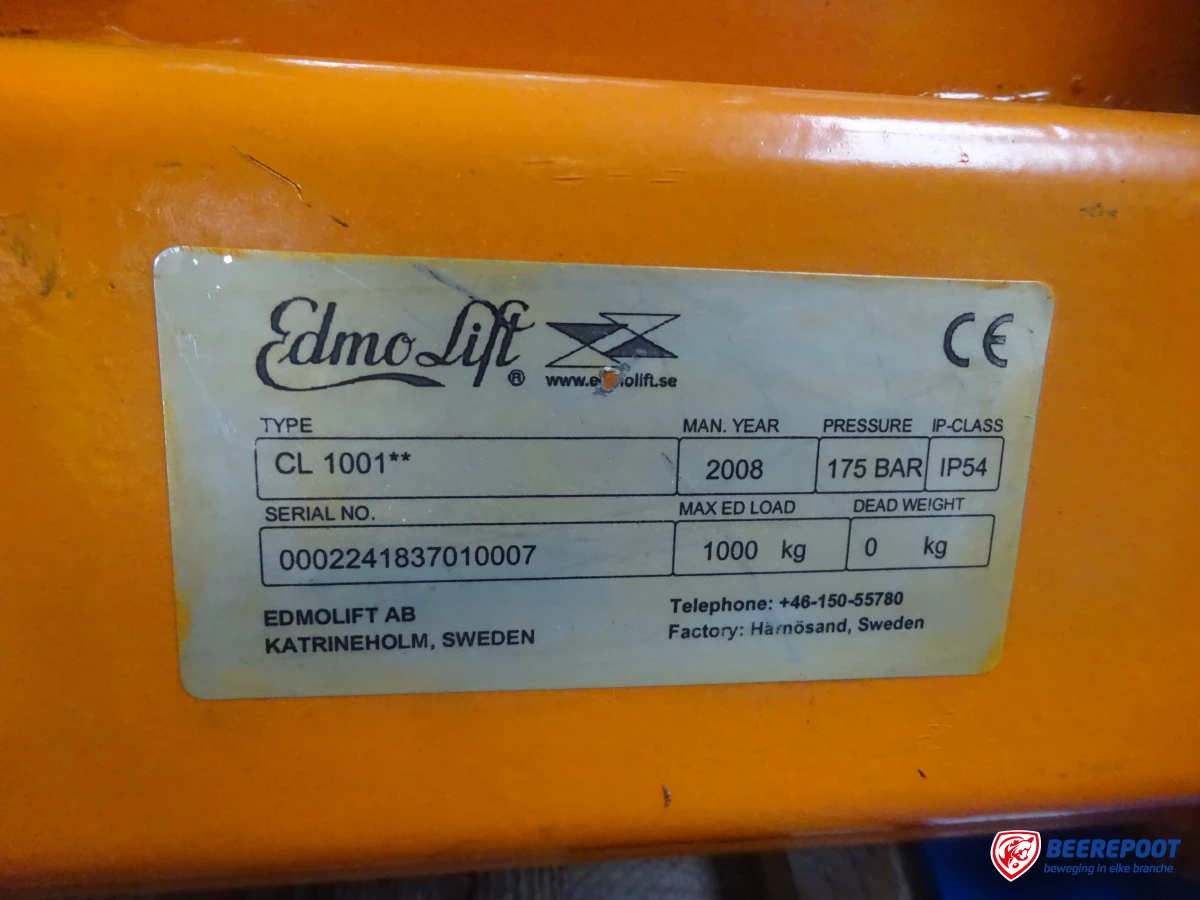 Edmo Lift ®
www.edmolift.se
CE
TYPE
MAN. YEAR
PRESSURE
IP-CLASS
CL 1001**
2008
175 BAR
IP54
SERIAL NO.
MAX ED LOAD
DEAD WEIGHT
0002241837010007
1000 kg
0 kg
EDMOLIFT AB
KATRINEHOLM, SWEDEN
Telephone: +46-150-55780
Factory: Härnösand, Sweden
BEEREPOOT
beweging in elke branche